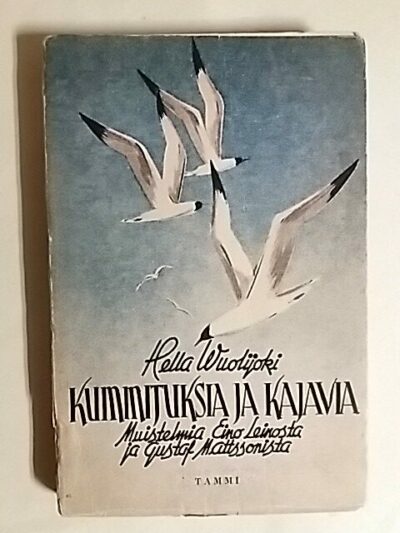 Hella Wuolijoki
KUMMITUKSIA JA KAJAVIA
Muistelmia Eino Leinosta
ja Gustaf Mattssonista
TAMMI